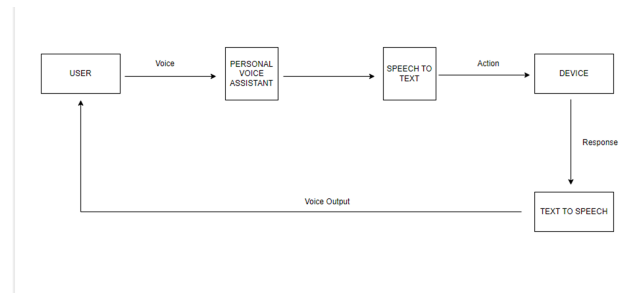 USER
Voice
PERSONAL
VOICE
ASSISTANT
SPEECH TO
TEXT
Action
DEVICE
Response
TEXT TO SPEECH
Voice Output